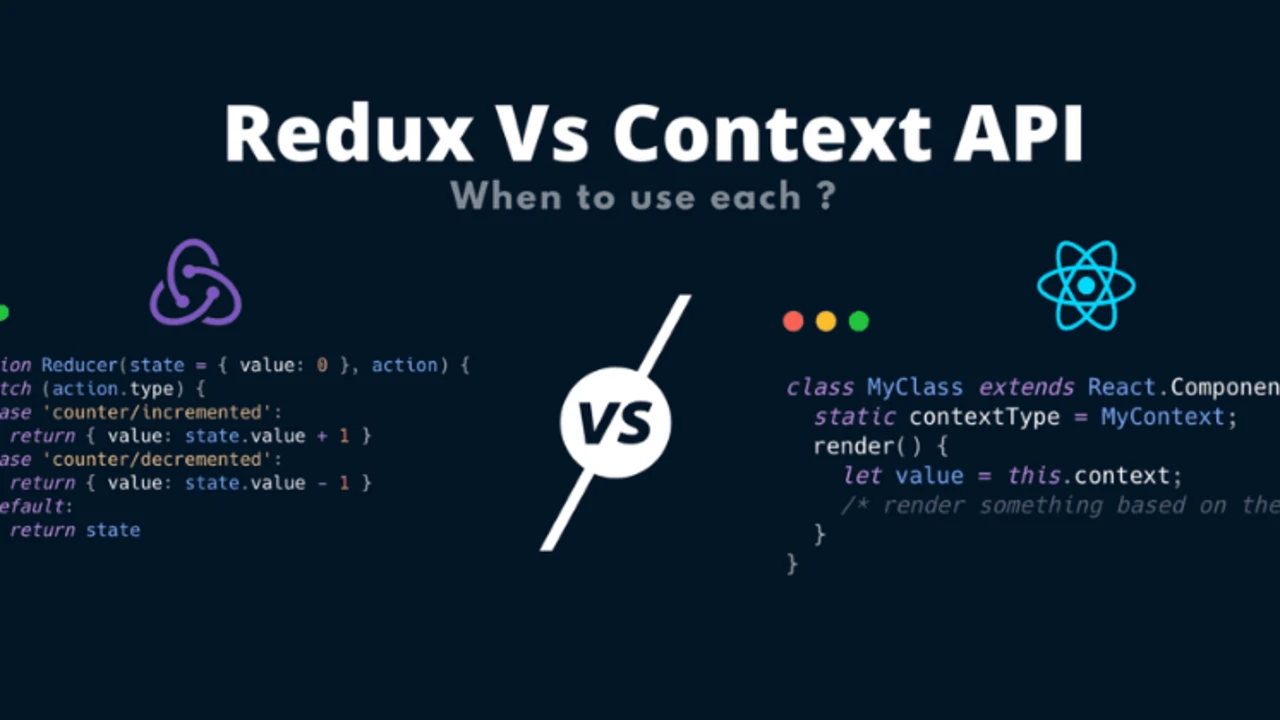 Redux Vs Context API
When to use each ?
ion Reducer(state = { value: 0 }, action) {
tch (action.type) {
ase 'counter/incremented':
return { value: state.value + 1 }
ase 'counter/decremented':
return { value: state.value - 1 }
efault:
return state
VS
class MyClass extends React.Componen
static contextType = MyContext;
render() {
let value = this.context;
/* render something based on the
}
}